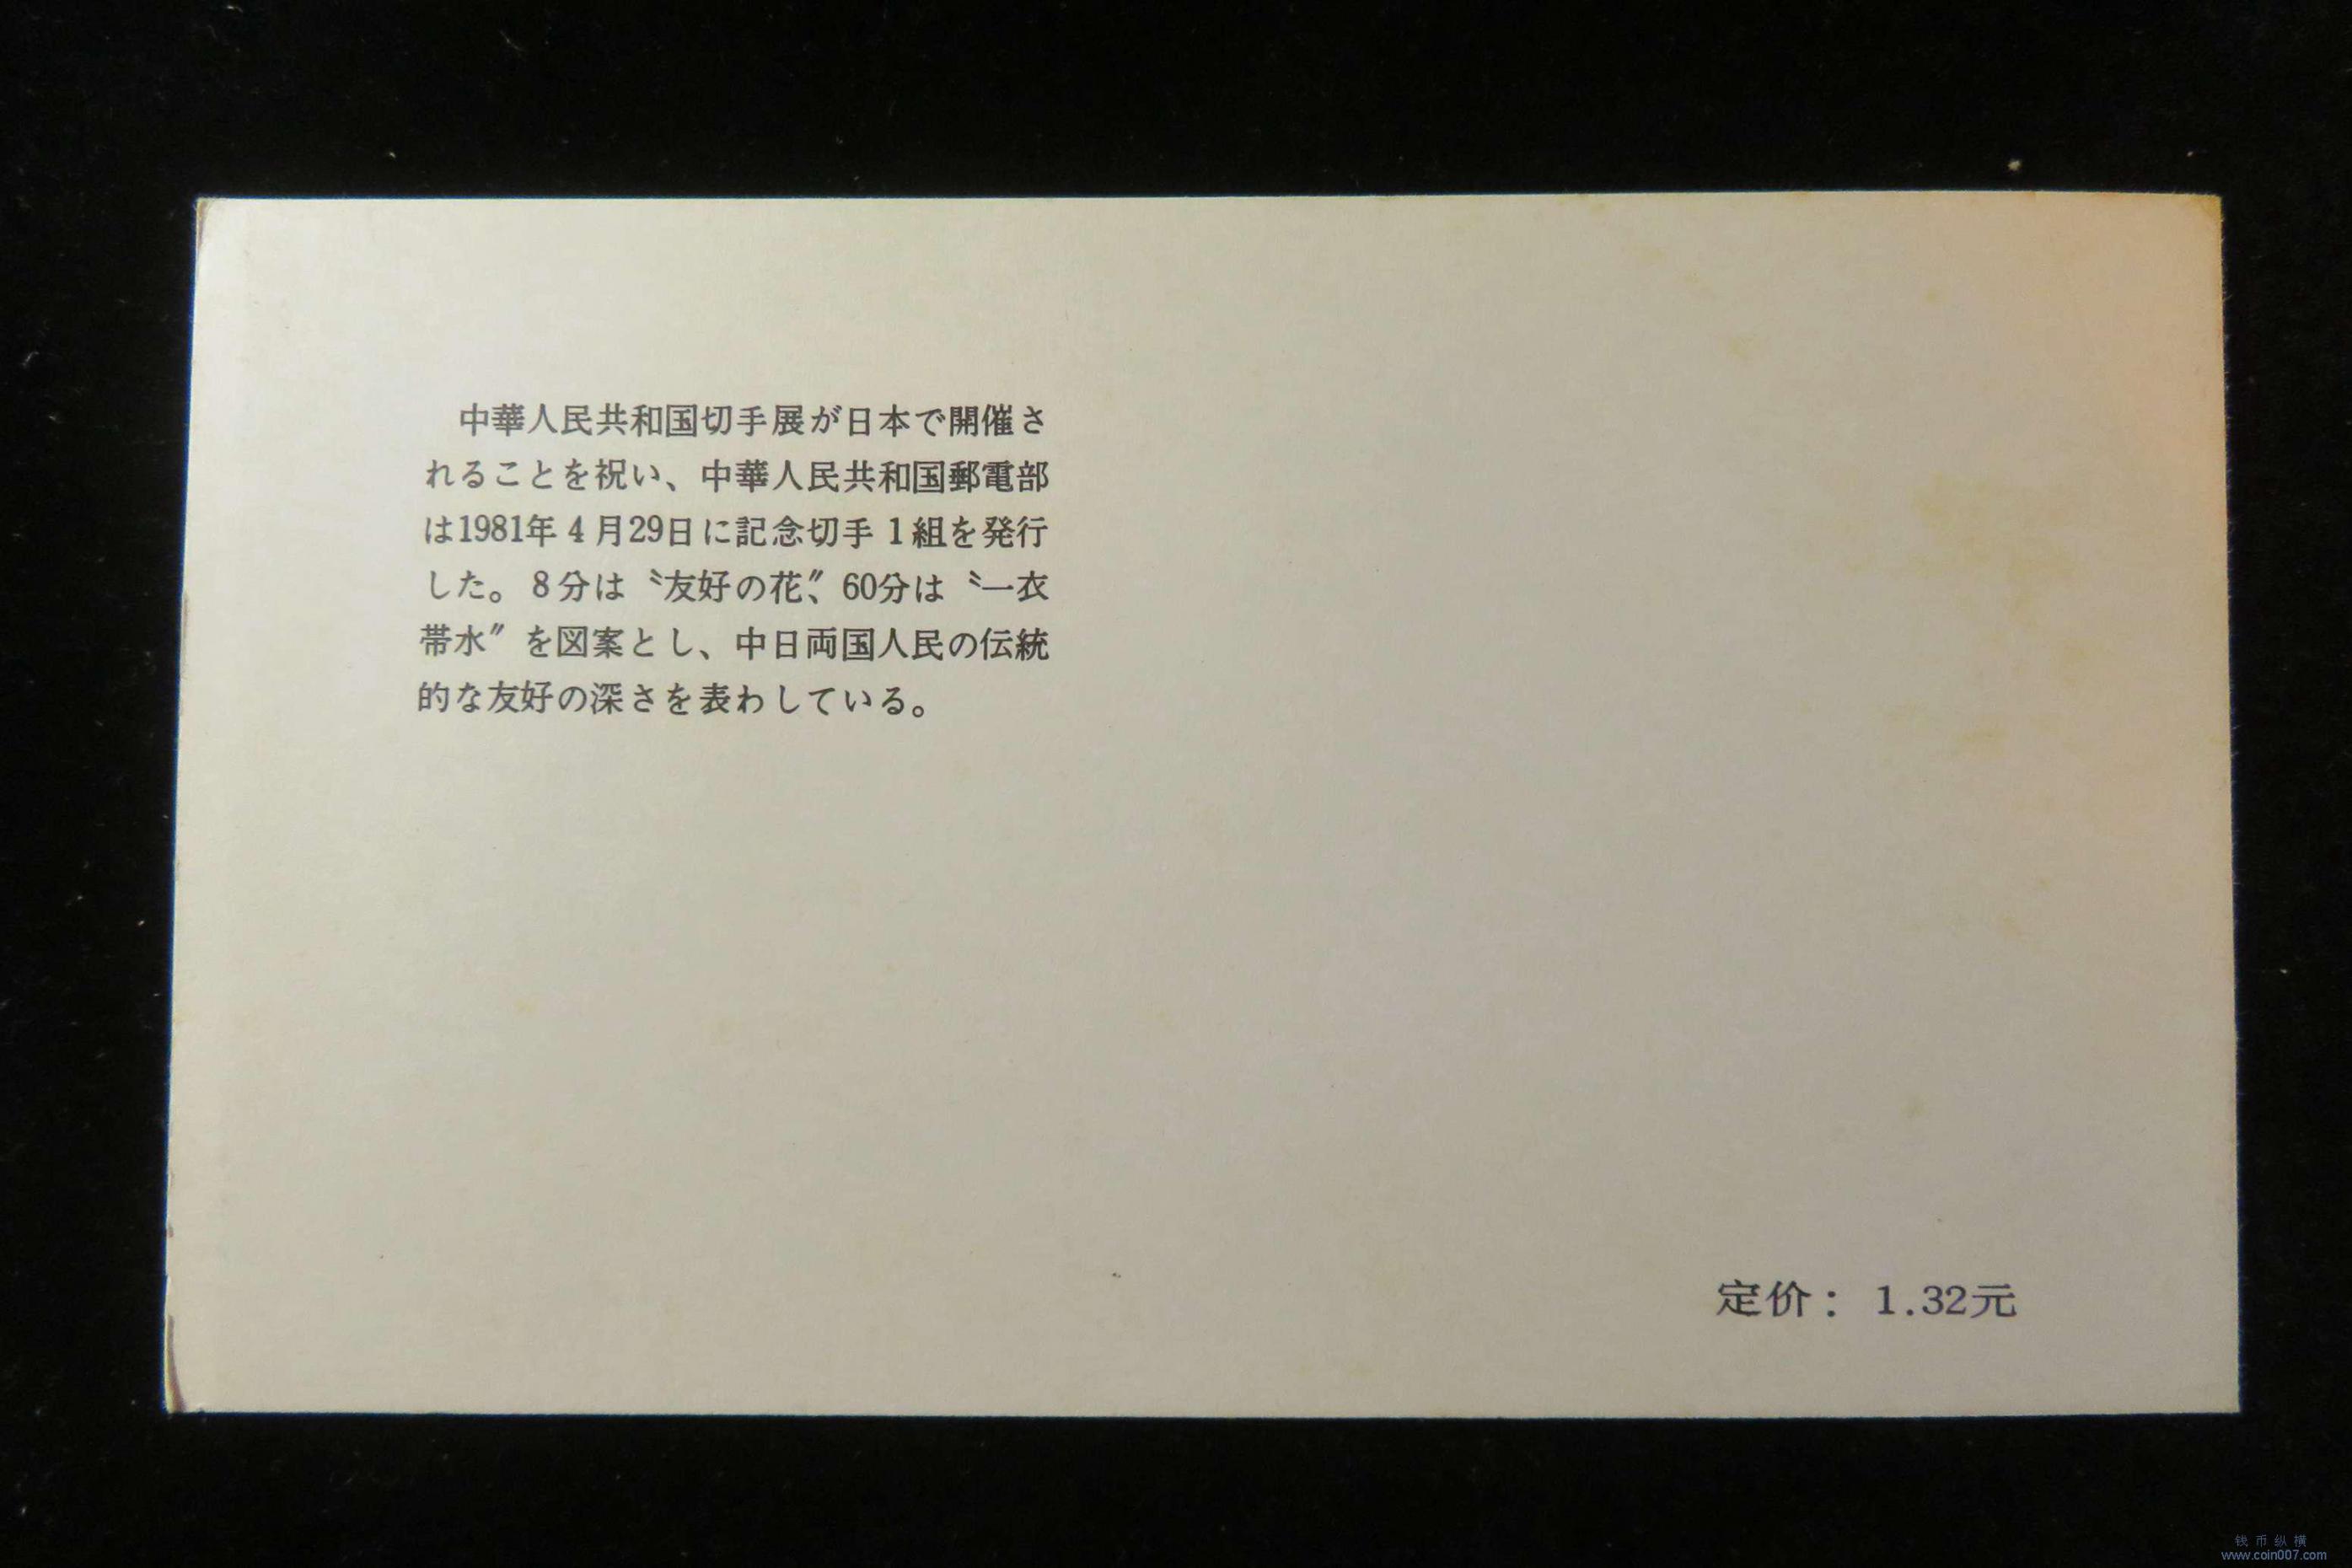 中華人民共和国切手展が日本で開催さ
れることを祝い、中華人民共和国郵電部
は1981年4月29日に記念切手1組を発行
した。8分は〝友好の花〞、60分は〝一衣
帯水〞を図案とし、中日両国人民の伝統
的な友好の深さを表わしている。
定价：1.32元
钱币纵横
www.coin007.com